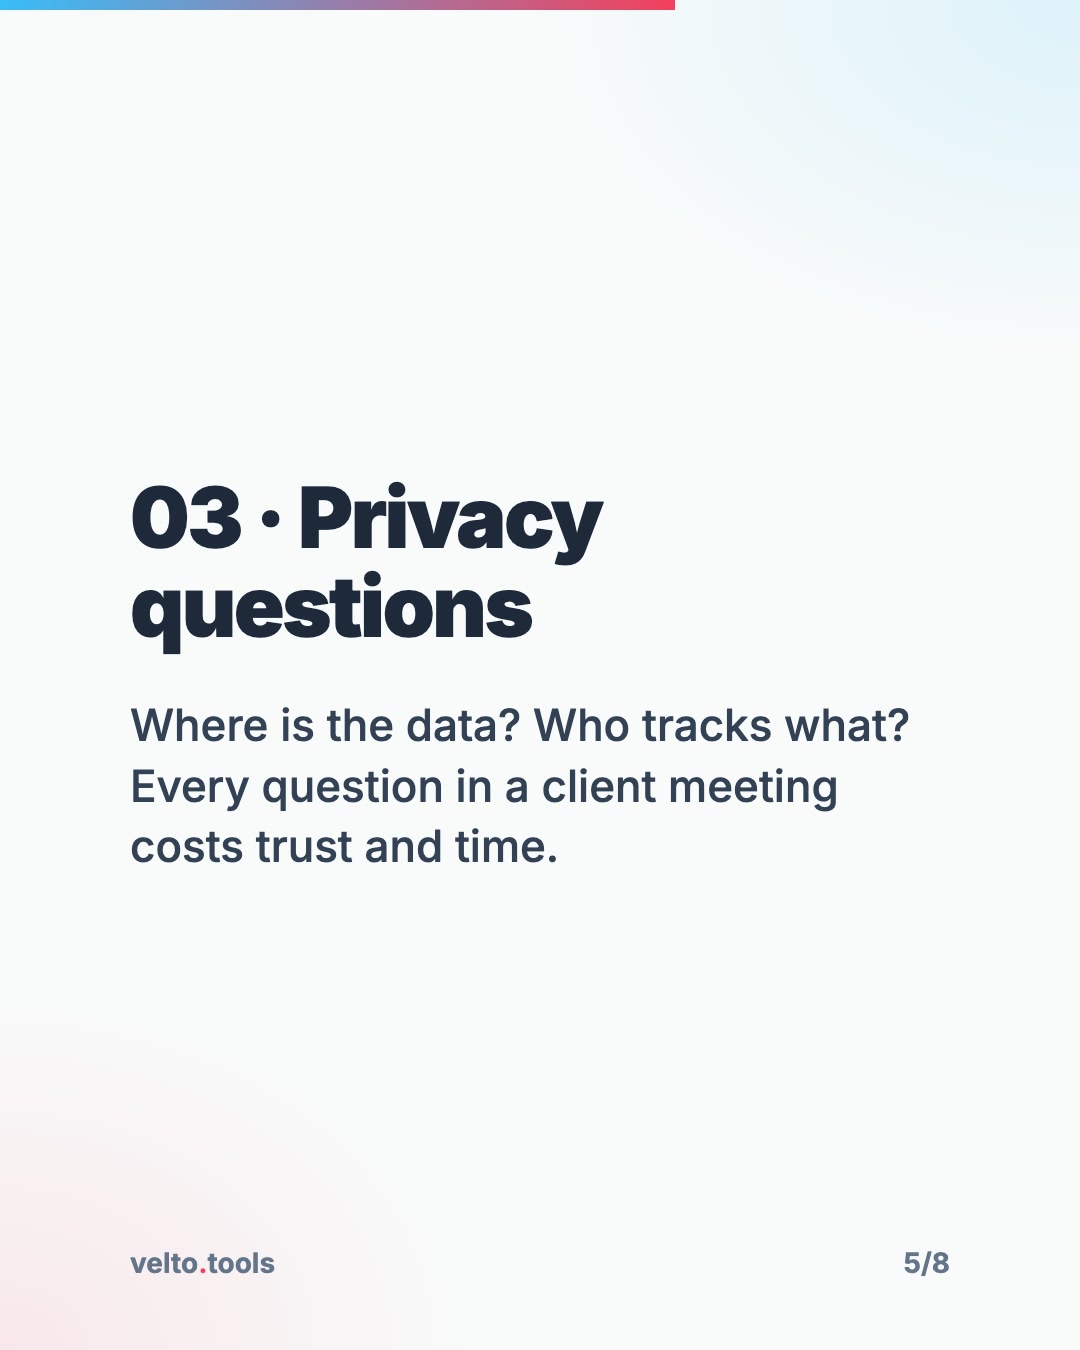 03 · Privacy
questions
Where is the data? Who tracks what?
Every question in a client meeting
costs trust and time.
velto.tools
5/8